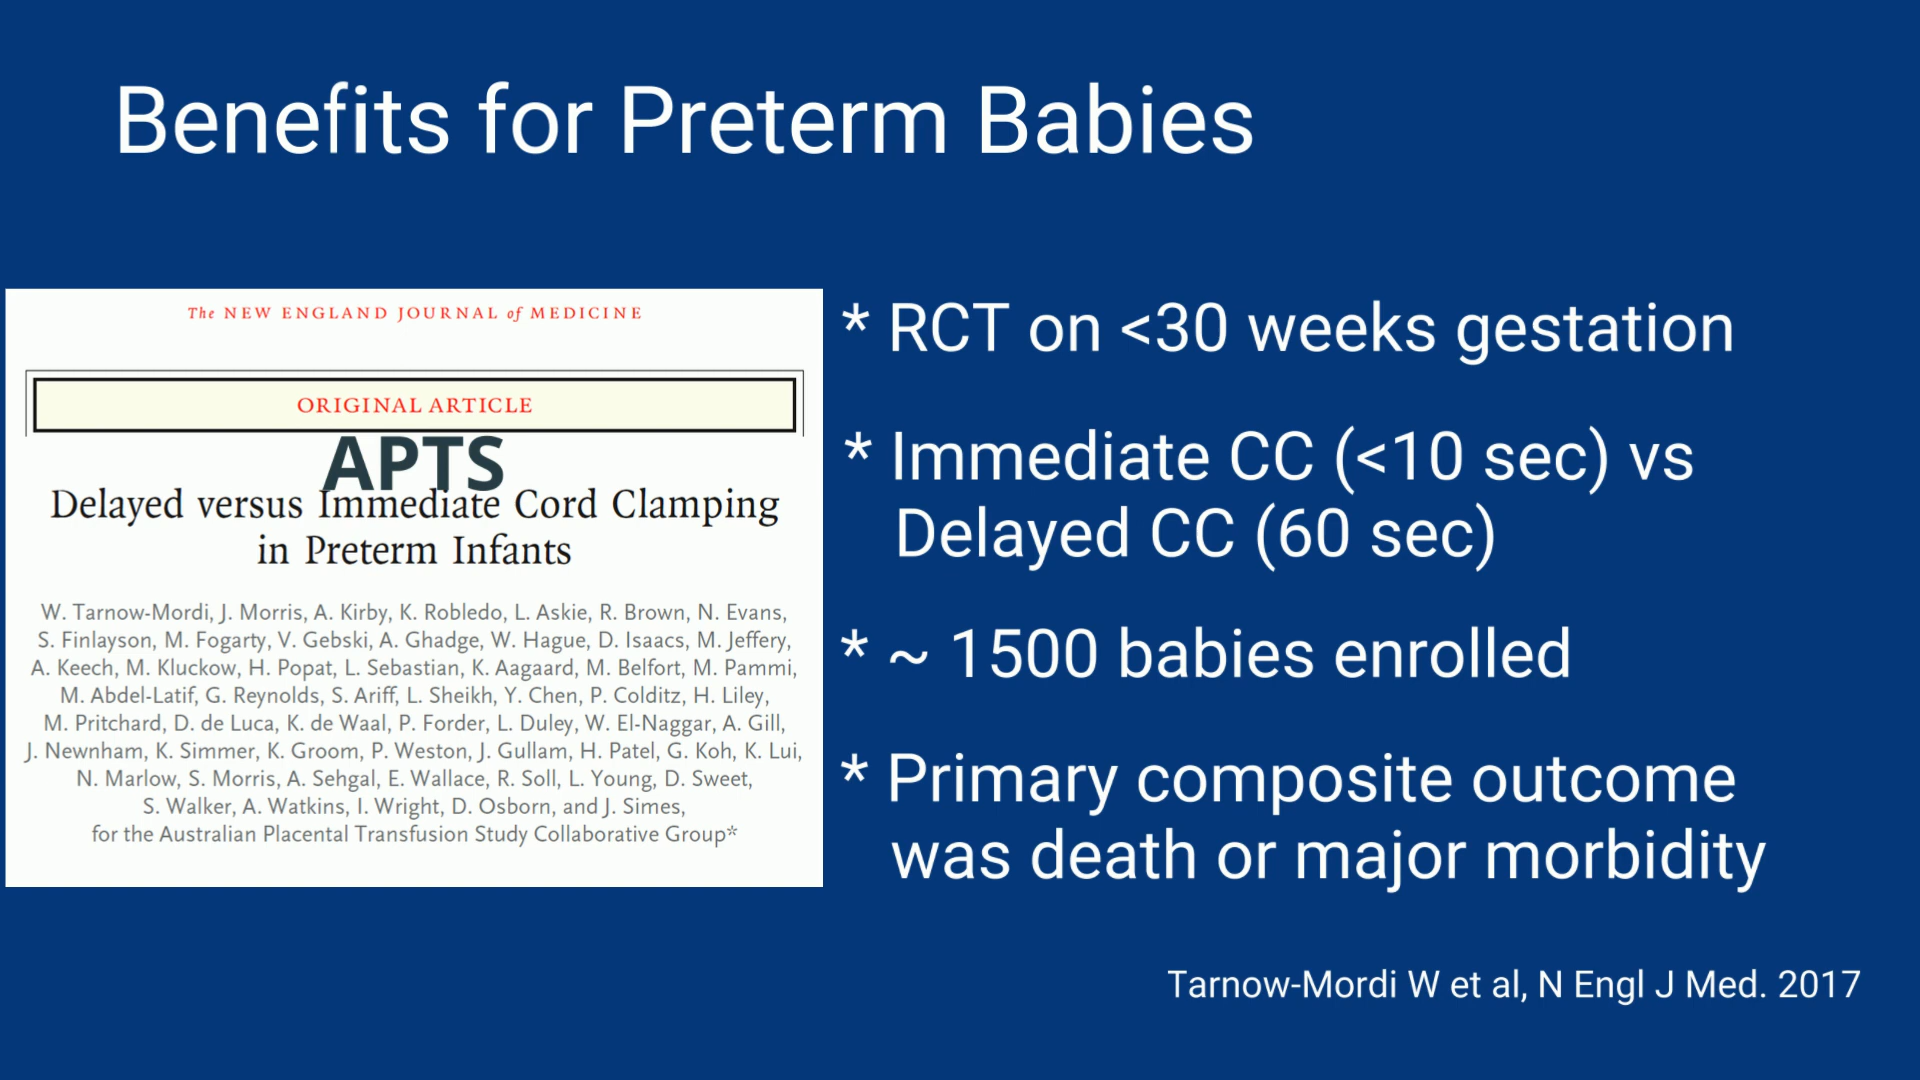 Benefits for Preterm Babies
The NEW ENGLAND JOURNAL of MEDICINE
ORIGINAL ARTICLE
APTS
Delayed versus Immediate Cord Clamping
in Preterm Infants
W. Tarnow-Mordi, J. Morris, A. Kirby, K. Robledo, L. Askie, R. Brown, N. Evans,
S. Finlayson, M. Fogarty, V. Gebski, A. Ghadge, W. Hague, D. Isaacs, M. Jeffery,
A. Keech, M. Kluckow, H. Popat, L. Sebastian, K. Aagaard, M. Belfort, M. Pammi,
M. Abdel-Latif, G. Reynolds, S. Ariff, L. Sheikh, Y. Chen, P. Colditz, H. Liley,
M. Pritchard, D. de Luca, K. de Waal, P. Forder, L. Duley, W. El-Naggar, A. Gill,
J. Newnham, K. Simmer, K. Groom, P. Weston, J. Gullam, H. Patel, G. Koh, K. Lui,
N. Marlow, S. Morris, A. Sehgal, E. Wallace, R. Soll, L. Young, D. Sweet,
S. Walker, A. Watkins, I. Wright, D. Osborn, and J. Simes,
for the Australian Placental Transfusion Study Collaborative Group*
* RCT on <30 weeks gestation
* Immediate CC (<10 sec) vs
Delayed CC (60 sec)
* ~ 1500 babies enrolled
* Primary composite outcome
was death or major morbidity
Tarnow-Mordi W et al, N Engl J Med. 2017